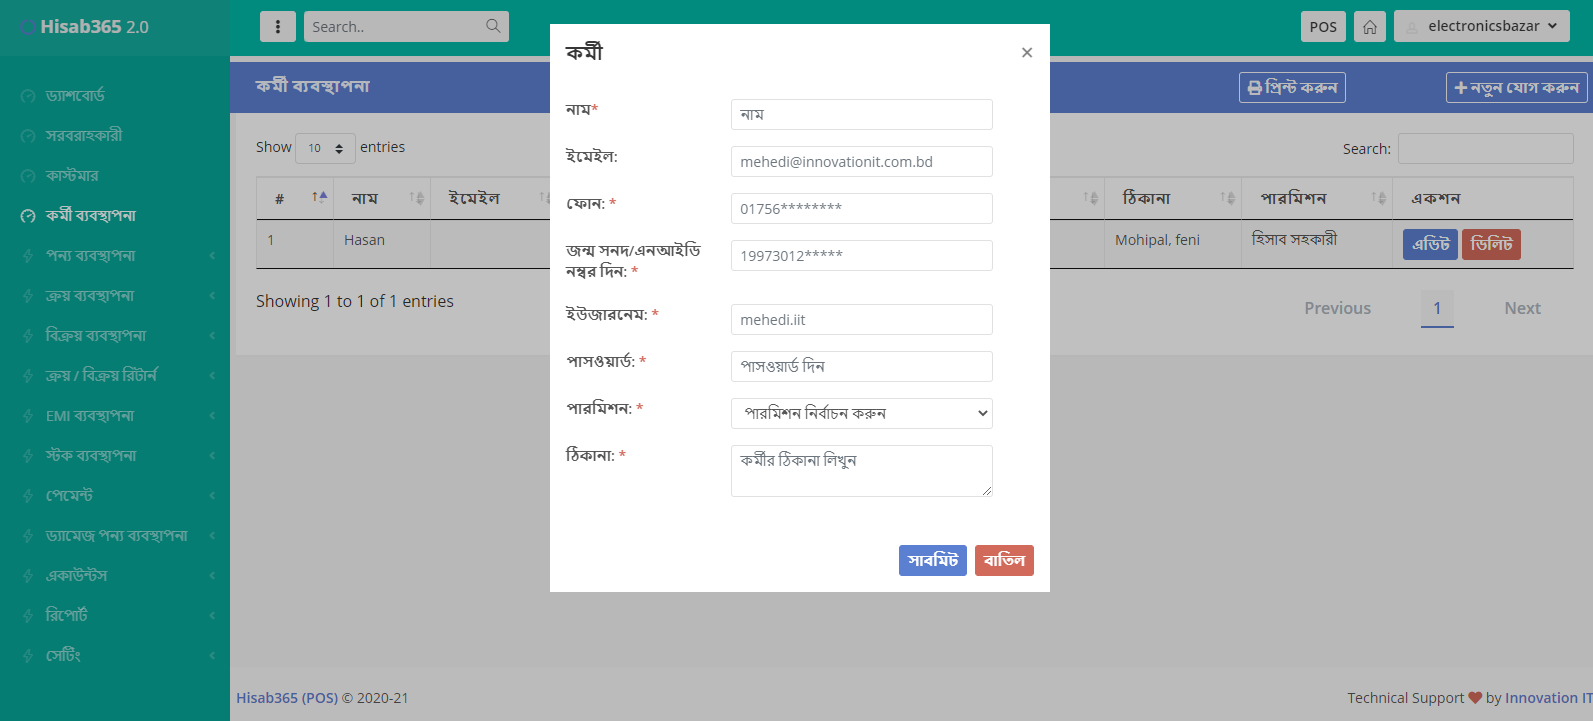 Hisab365 2.0
Search..
POS
electronicsbazar
ড্যাশবোর্ড
সরবরাহকারী
কাস্টমার
কর্মী ব্যবস্থাপনা
পন্য ব্যবস্থাপনা
ক্রয় ব্যবস্থাপনা
বিক্রয় ব্যবস্থাপনা
ক্রয় / বিক্রয় রিটার্ন
EMI ব্যবস্থাপনা
স্টক ব্যবস্থাপনা
পেমেন্ট
ড্যামেজ পন্য ব্যবস্থাপনা
একাউন্টস
রিপোর্ট
সেটিং
কর্মী ব্যবস্থাপনা
প্রিন্ট করুন
নতুন যোগ করুন
Show 10 entries
Search:
# নাম ইমেইল ঠিকানা পারমিশন একশন
1 Hasan Mohipal, feni হিসাব সহকারী এডিট ডিলিট
Showing 1 to 1 of 1 entries
Previous 1 Next
কর্মী
×
নাম* নাম
ইমেইল: mehedi@innovationit.com.bd
ফোন: * 01756********
জন্ম সনদ/এনআইডি
নম্বর দিন: * 19973012*****
ইউজারনেম: * mehedi.iit
পাসওয়ার্ড: * পাসওয়ার্ড দিন
পারমিশন: * পারমিশন নির্বাচন করুন
ঠিকানা: * কর্মীর ঠিকানা লিখুন
সাবমিট বাতিল
Hisab365 (POS) © 2020-21
Technical Support by Innovation IT